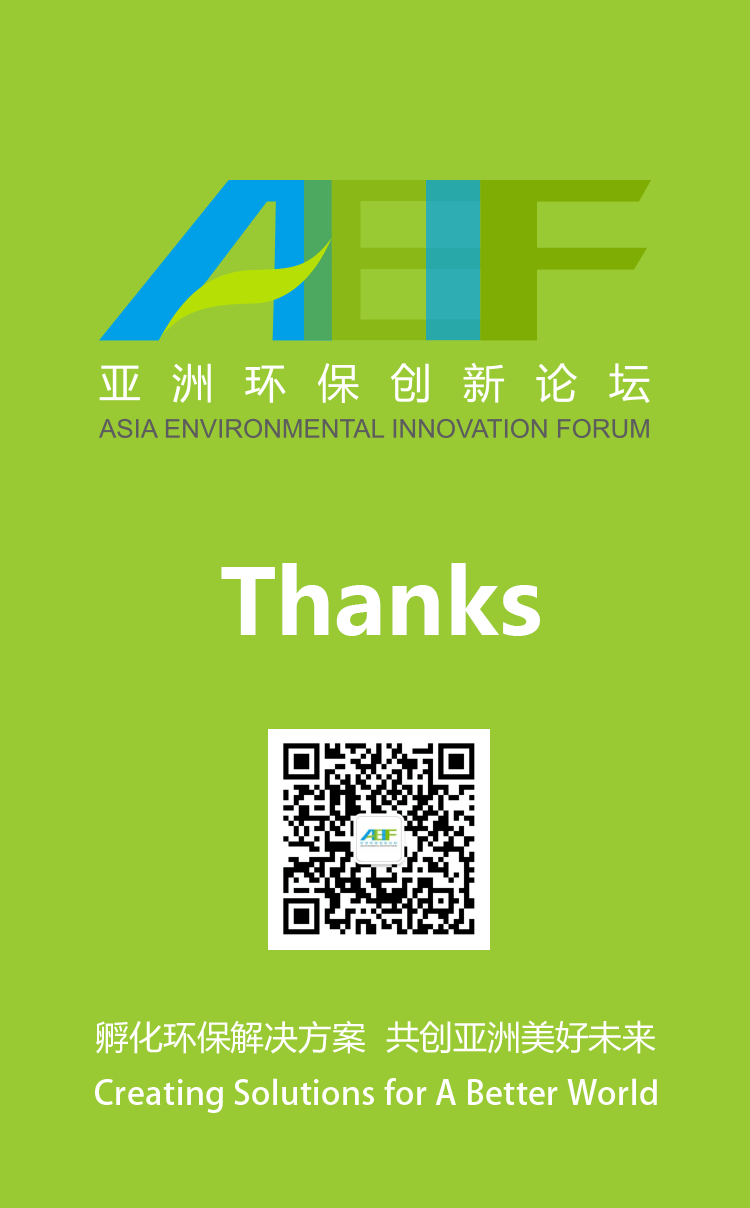 AEIF
亚洲环保创新论坛
ASIA ENVIRONMENTAL INNOVATION FORUM
Thanks
AEIF
孵化环保解决方案 共创亚洲美好未来
Creating Solutions for A Better World